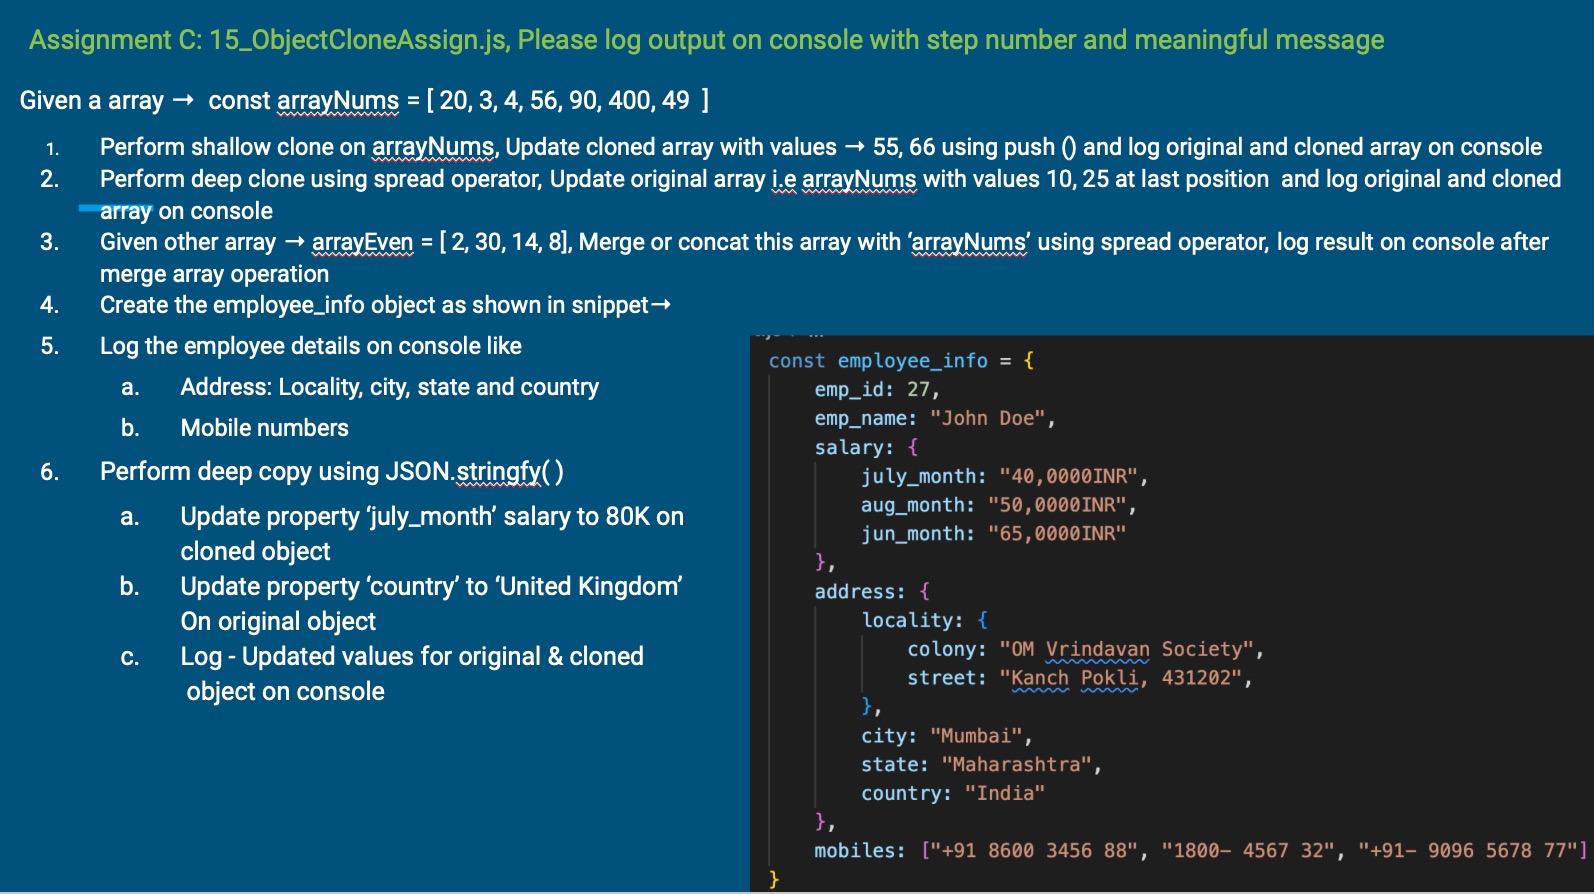 Assignment C: 15_ObjectCloneAssign.js, Please log output on console with step number and meaningful message
Given a array → const arrayNums = [ 20, 3, 4, 56, 90, 400, 49 ]
1. Perform shallow clone on arrayNums, Update cloned array with values → 55, 66 using push () and log original and cloned array on console
2. Perform deep clone using spread operator, Update original array i.e arrayNums with values 10, 25 at last position and log original and cloned
array on console
3. Given other array → arrayEven = [ 2, 30, 14, 8], Merge or concat this array with ‘arrayNums’ using spread operator, log result on console after
merge array operation
4. Create the employee_info object as shown in snippet→
5. Log the employee details on console like
a. Address: Locality, city, state and country
b. Mobile numbers
6. Perform deep copy using JSON.stringfy( )
a. Update property ‘july_month’ salary to 80K on
cloned object
b. Update property ‘country’ to ‘United Kingdom’
On original object
c. Log - Updated values for original & cloned
object on console
const employee_info = {
emp_id: 27,
emp_name: "John Doe",
salary: {
july_month: "40,0000INR",
aug_month: "50,0000INR",
jun_month: "65,0000INR"
},
address: {
locality: {
colony: "OM Vrindavan Society",
street: "Kanch Pokli, 431202",
},
city: "Mumbai",
state: "Maharashtra",
country: "India"
},
mobiles: ["+91 8600 3456 88", "1800- 4567 32", "+91- 9096 5678 77"]
}